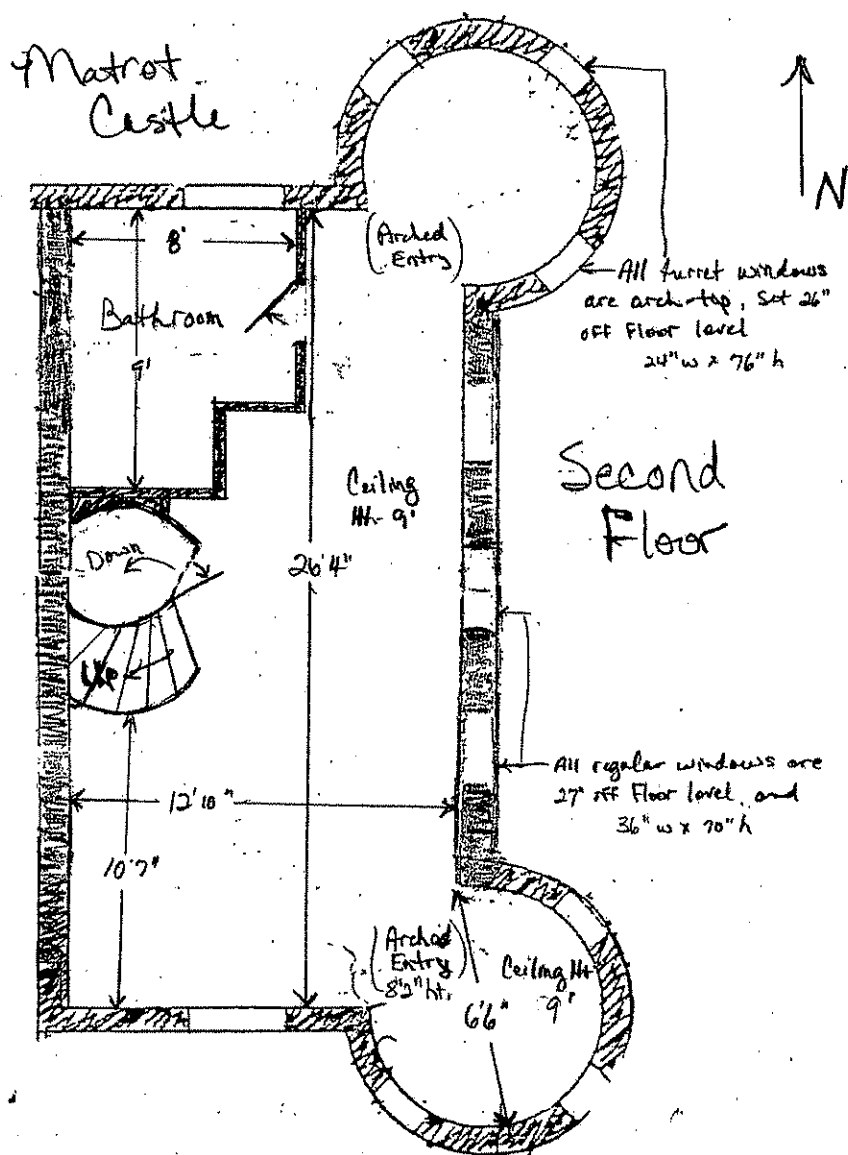 Matrot
Castle
N
8'
(Arched
Entry)
Bathroom
9'
All turret windows
are arch-top, Set 26"
off Floor level
24" w x 76" h
Second
Floor
Ceiling
Ht- 9'
Down
26'4"
Up
All regular windows are
27" off Floor level, and
36" w x 70" h
12'10"
10'7"
(Arched
Entry)
8'2" ht.
Ceiling Ht
9'
6'6"